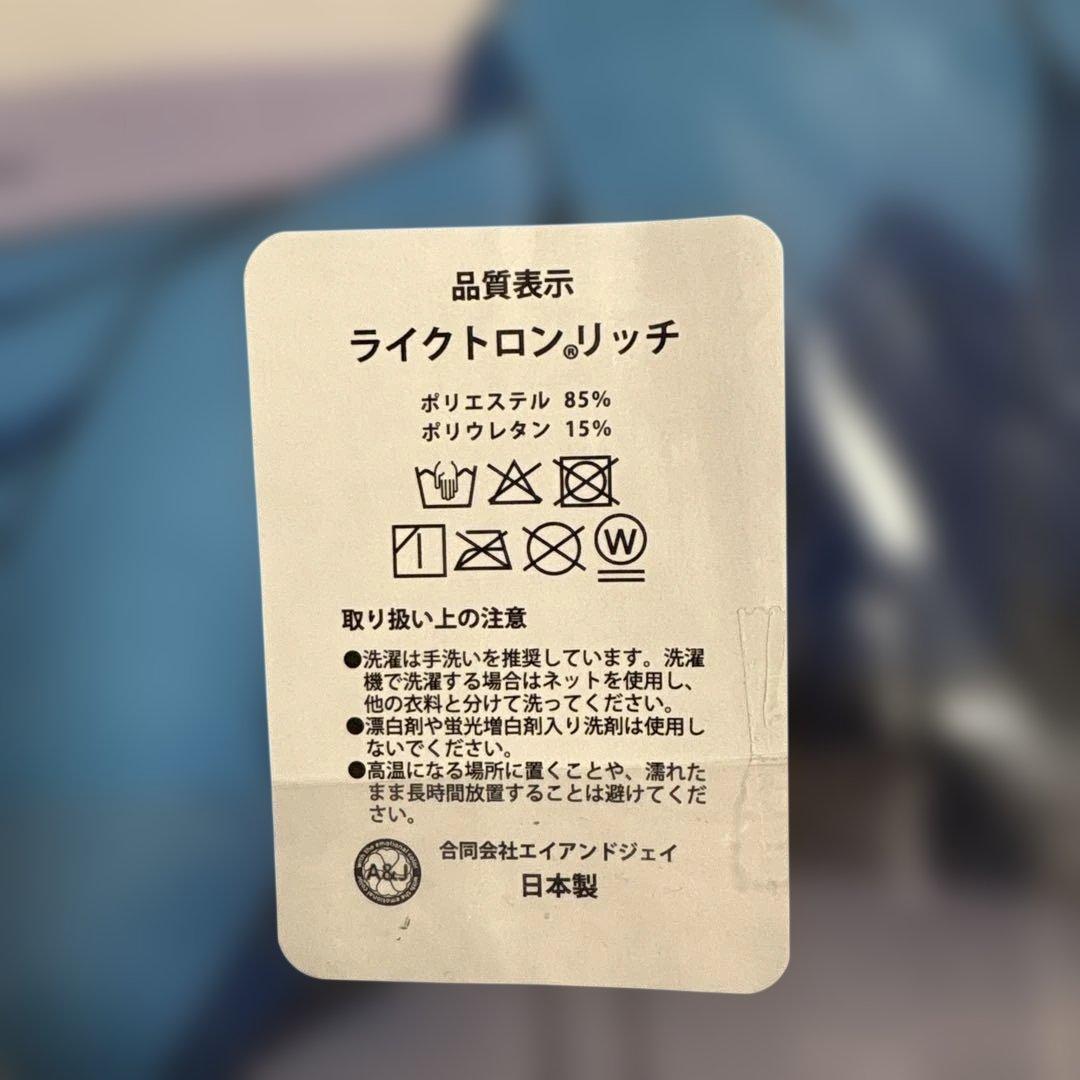 品質表示
ライクトロン®リッチ
ポリエステル 85%
ポリウレタン 15%
W
取り扱い上の注意
●洗濯は手洗いを推奨しています。洗濯
機で洗濯する場合はネットを使用し、
他の衣料と分けて洗ってください。
●漂白剤や蛍光増白剤入り洗剤は使用し
ないでください。
●高温になる場所に置くことや、濡れた
まま長時間放置することは避けてくだ
さい。
with the emotional color
A&J
with the emotional color
合同会社エイアンドジェイ
日本製